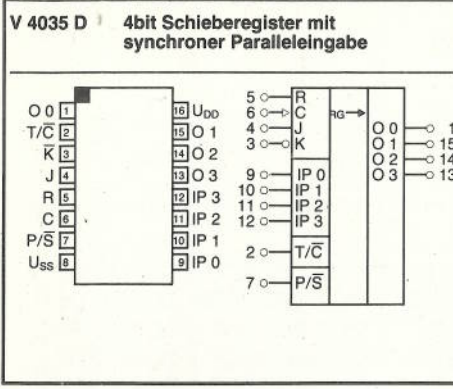 V 4035 D 4bit Schieberegister mit
synchroner Paralleleingabe
O 0 1 16 U_DD
T/C̅ 2 15 O 1
K̅ 3 14 O 2
J 4 13 O 3
R 5 12 IP 3
C 6 11 IP 2
P/S̅ 7 10 IP 1
U_SS 8 9 IP 0
5 R
6 C RG→
4 J O 0 1
3 K O 1 15
O 2 14
9 IP 0 O 3 13
10 IP 1
11 IP 2
12 IP 3
2 T/C̅
7 P/S̅